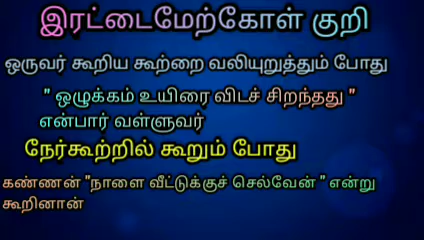 இரட்டைமேற்கோள் குறி
ஒருவர் கூறிய கூற்றை வலியுறுத்தும் போது
" ஒழுக்கம் உயிரை விடச் சிறந்தது "
என்பார் வள்ளுவர்
நேர்கூற்றில் கூறும் போது
கண்ணன் "நாளை வீட்டுக்குச் செல்வேன் " என்று
கூறினான்